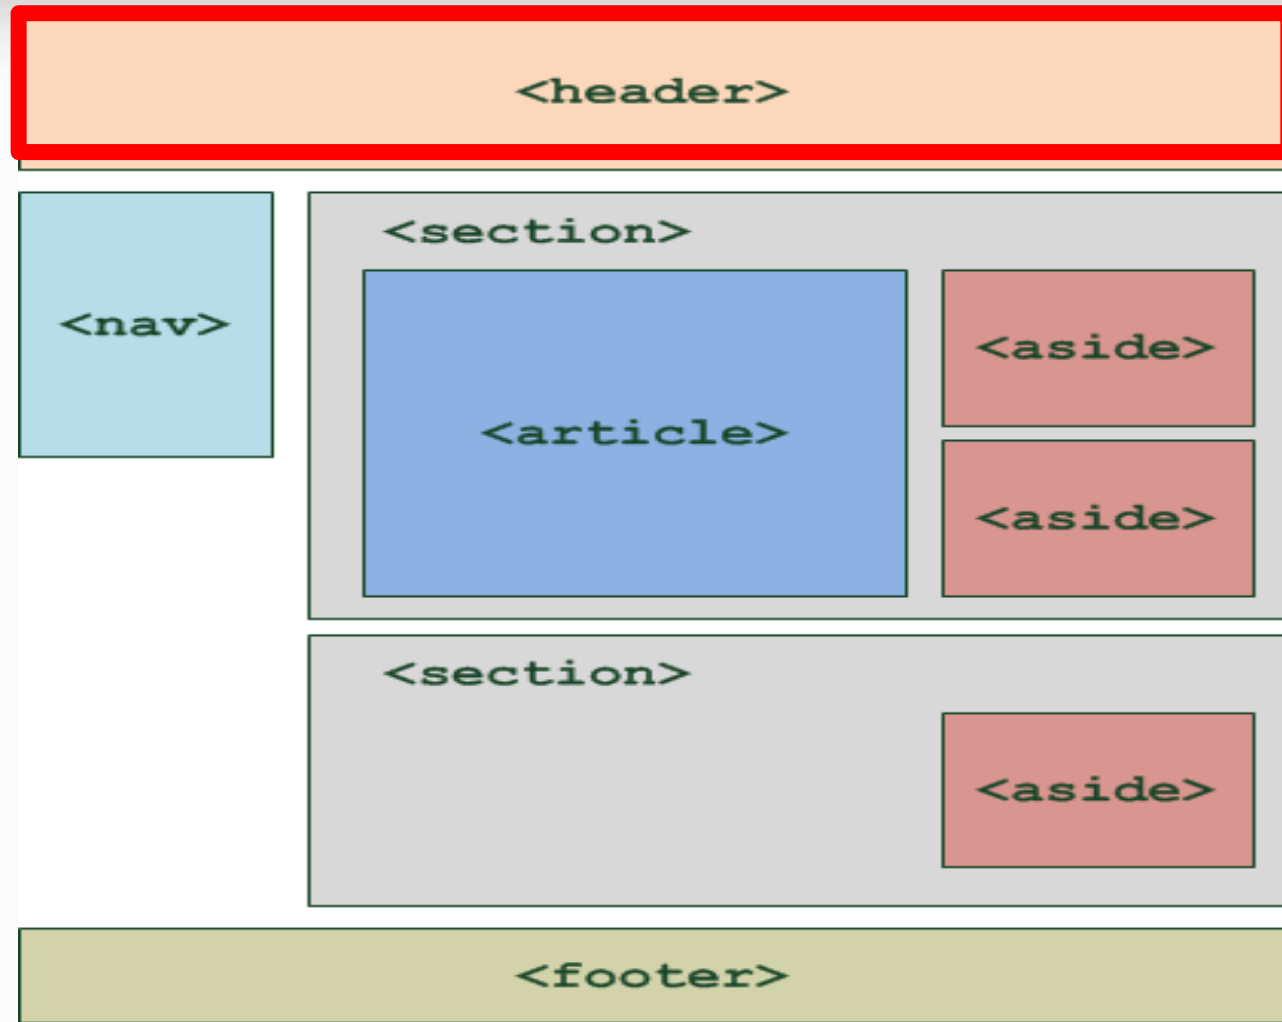 <header>
<nav>
<section>
<article>
<aside>
<aside>
<section>
<aside>
<footer>